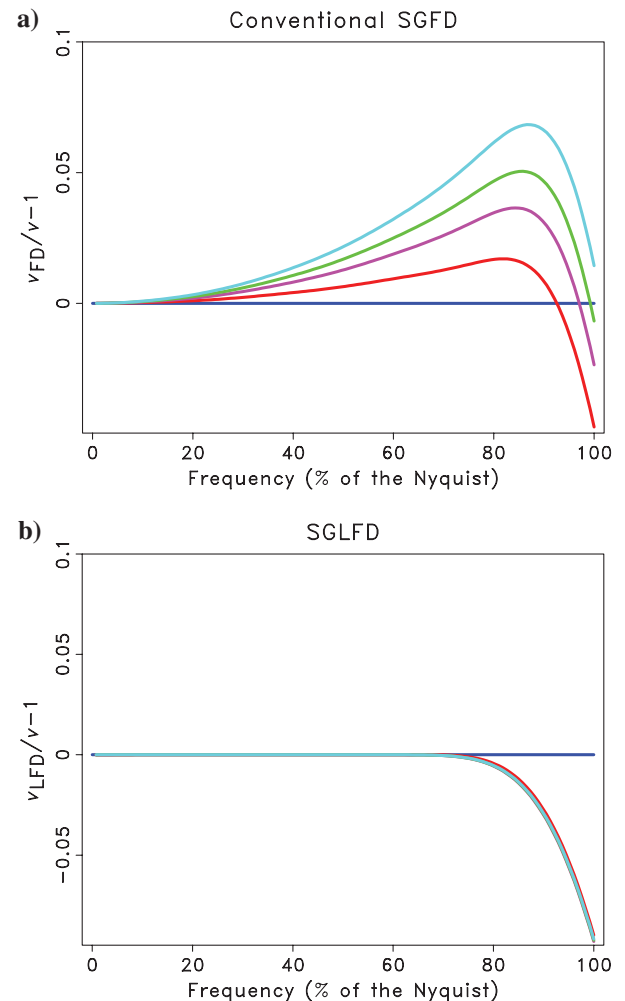 a)
Conventional SGFD
0.1
0.05
0
vFD/v−1
0 20 40 60 80 100
Frequency (% of the Nyquist)
b)
SGLFD
0.1
0.05
0
−0.05
vLFD/v−1
0 20 40 60 80 100
Frequency (% of the Nyquist)